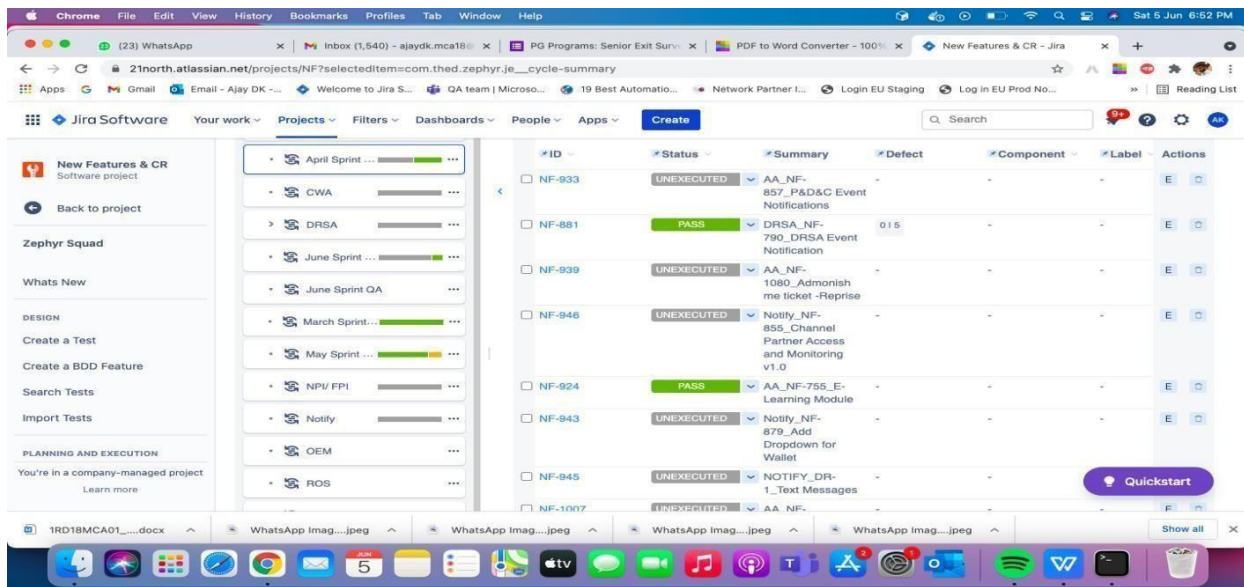 Chrome File Edit View History Bookmarks Profiles Tab Window Help Sat 5 Jun 6:52 PM
(23) WhatsApp Inbox (1,540) - ajaydk.mca18@ PG Programs: Senior Exit Surv PDF to Word Converter - 100% New Features & CR - Jira
21north.atlassian.net/projects/NF?selectedItem=com.thed.zephyr.je__cycle-summary
Apps Gmail Email - Ajay DK -... Welcome to Jira S... QA team | Microso... 19 Best Automatio... Network Partner I... Login EU Staging Log in EU Prod No... » Reading List
Jira Software Your work Projects Filters Dashboards People Apps Create Search 9+ AK
New Features & CR
Software project
Back to project
Zephyr Squad
Whats New
DESIGN
Create a Test
Create a BDD Feature
Search Tests
Import Tests
PLANNING AND EXECUTION
You're in a company-managed project
Learn more
April Sprint ... ...
CWA ...
DRSA ...
June Sprint ... ...
June Sprint QA ...
March Sprint... ...
May Sprint ... ...
NPI/ FPI ...
Notify ...
OEM ...
ROS ...
ID Status Summary Defect Component Label Actions
NF-933 UNEXECUTED AA_NF- - - - E
857_P&D&C Event
Notifications
NF-881 PASS DRSA_NF- 0 | 5 - - E
790_DRSA Event
Notification
NF-939 UNEXECUTED AA_NF- - - - E
1080_Admonish
me ticket -Reprise
NF-946 UNEXECUTED Notify_NF- - - - E
855_Channel
Partner Access
and Monitoring
v1.0
NF-924 PASS AA_NF-755_E- - - - E
Learning Module
NF-943 UNEXECUTED Notify_NF- - - - E
879_Add
Dropdown for
Wallet
NF-945 UNEXECUTED NOTIFY_DR- - -
1_Text Messages
Quickstart
NF-1007 UNEXECUTED AA_NF- - - - E
1RD18MCA01_....docx WhatsApp Imag....jpeg WhatsApp Imag....jpeg WhatsApp Imag....jpeg WhatsApp Imag....jpeg Show all
JUN
5
tv
2
1